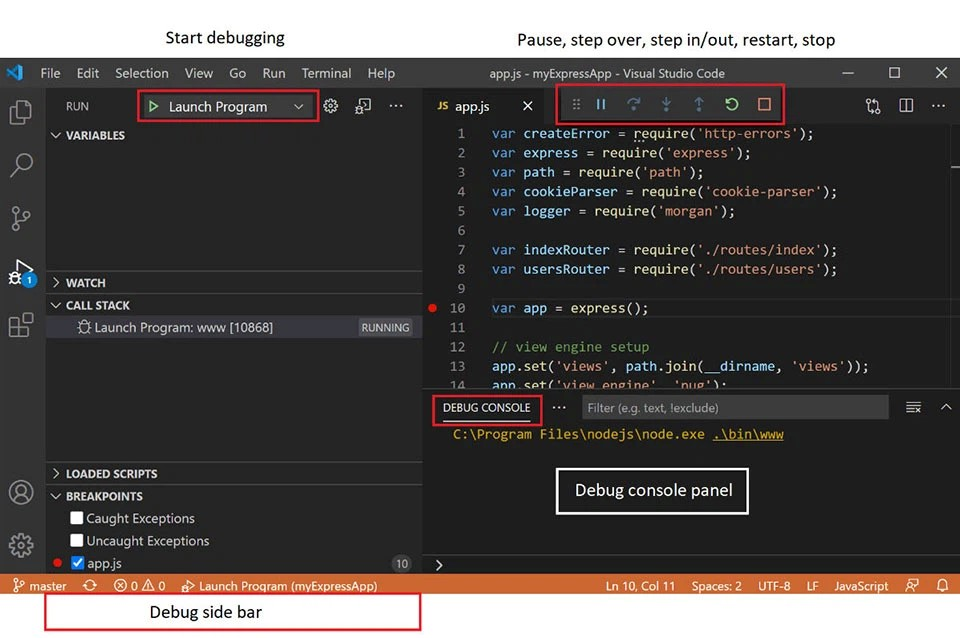 Start debugging
Pause, step over, step in/out, restart, stop
File Edit Selection View Go Run Terminal Help
app.js - myExpressApp - Visual Studio Code
RUN
Launch Program
VARIABLES
WATCH
CALL STACK
Launch Program: www [10868]
RUNNING
LOADED SCRIPTS
BREAKPOINTS
Caught Exceptions
Uncaught Exceptions
app.js
10
1
JS app.js
1 var createError = require('http-errors');
2 var express = require('express');
3 var path = require('path');
4 var cookieParser = require('cookie-parser');
5 var logger = require('morgan');
6
7 var indexRouter = require('./routes/index');
8 var usersRouter = require('./routes/users');
9
10 var app = express();
11
12 // view engine setup
13 app.set('views', path.join(__dirname, 'views'));
14 app.set('view engine', 'pug');
DEBUG CONSOLE
Filter (e.g. text, !exclude)
C:\Program Files\nodejs\node.exe .\bin\www
Debug console panel
master
0 0
Launch Program (myExpressApp)
Ln 10, Col 11
Spaces: 2
UTF-8
LF
JavaScript
Debug side bar